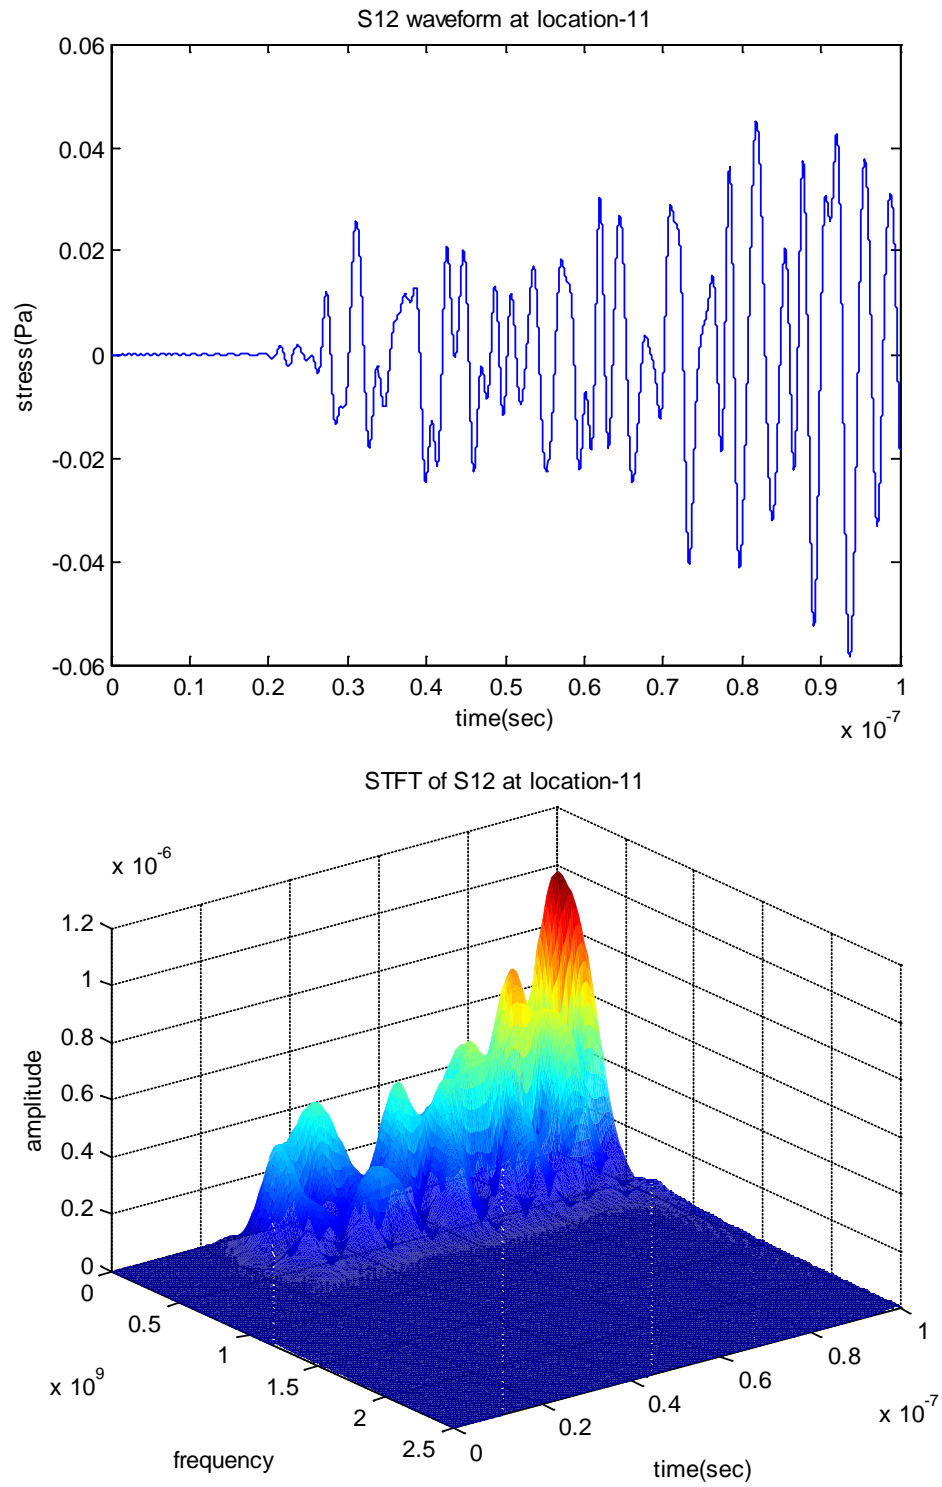 S12 waveform at location-11
0.06
0.04
0.02
0
-0.02
-0.04
-0.06
stress(Pa)
0 0.1 0.2 0.3 0.4 0.5 0.6 0.7 0.8 0.9 1
time(sec)
x 10-7
STFT of S12 at location-11
x 10-6
1.2
1
0.8
0.6
0.4
0.2
0
amplitude
0
0.5
1
1.5
2
2.5
x 10 9
frequency
0
0.2
0.4
0.6
0.8
1
x 10-7
time(sec)